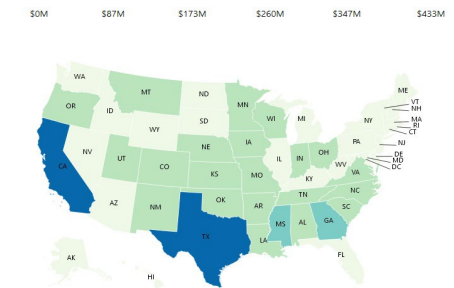 $0M $87M $173M $260M $347M $433M
WA
ME
MT ND
VT
OR MN NH
ID WI MI NY MA
SD RI
WY CT
IA PA NJ
NE
NV OH DE
IL IN MD
UT WV DC
CO VA
CA KS MO KY
NC
TN
OK AR SC
AZ NM
MS AL GA
TX LA
AK FL
HI